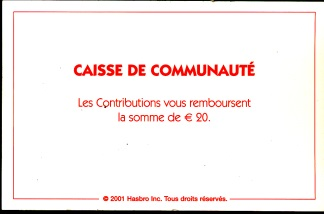 CAISSE DE COMMUNAUTÉ
Les Contributions vous remboursent
la somme de € 20.
© 2001 Hasbro Inc. Tous droits réservés.